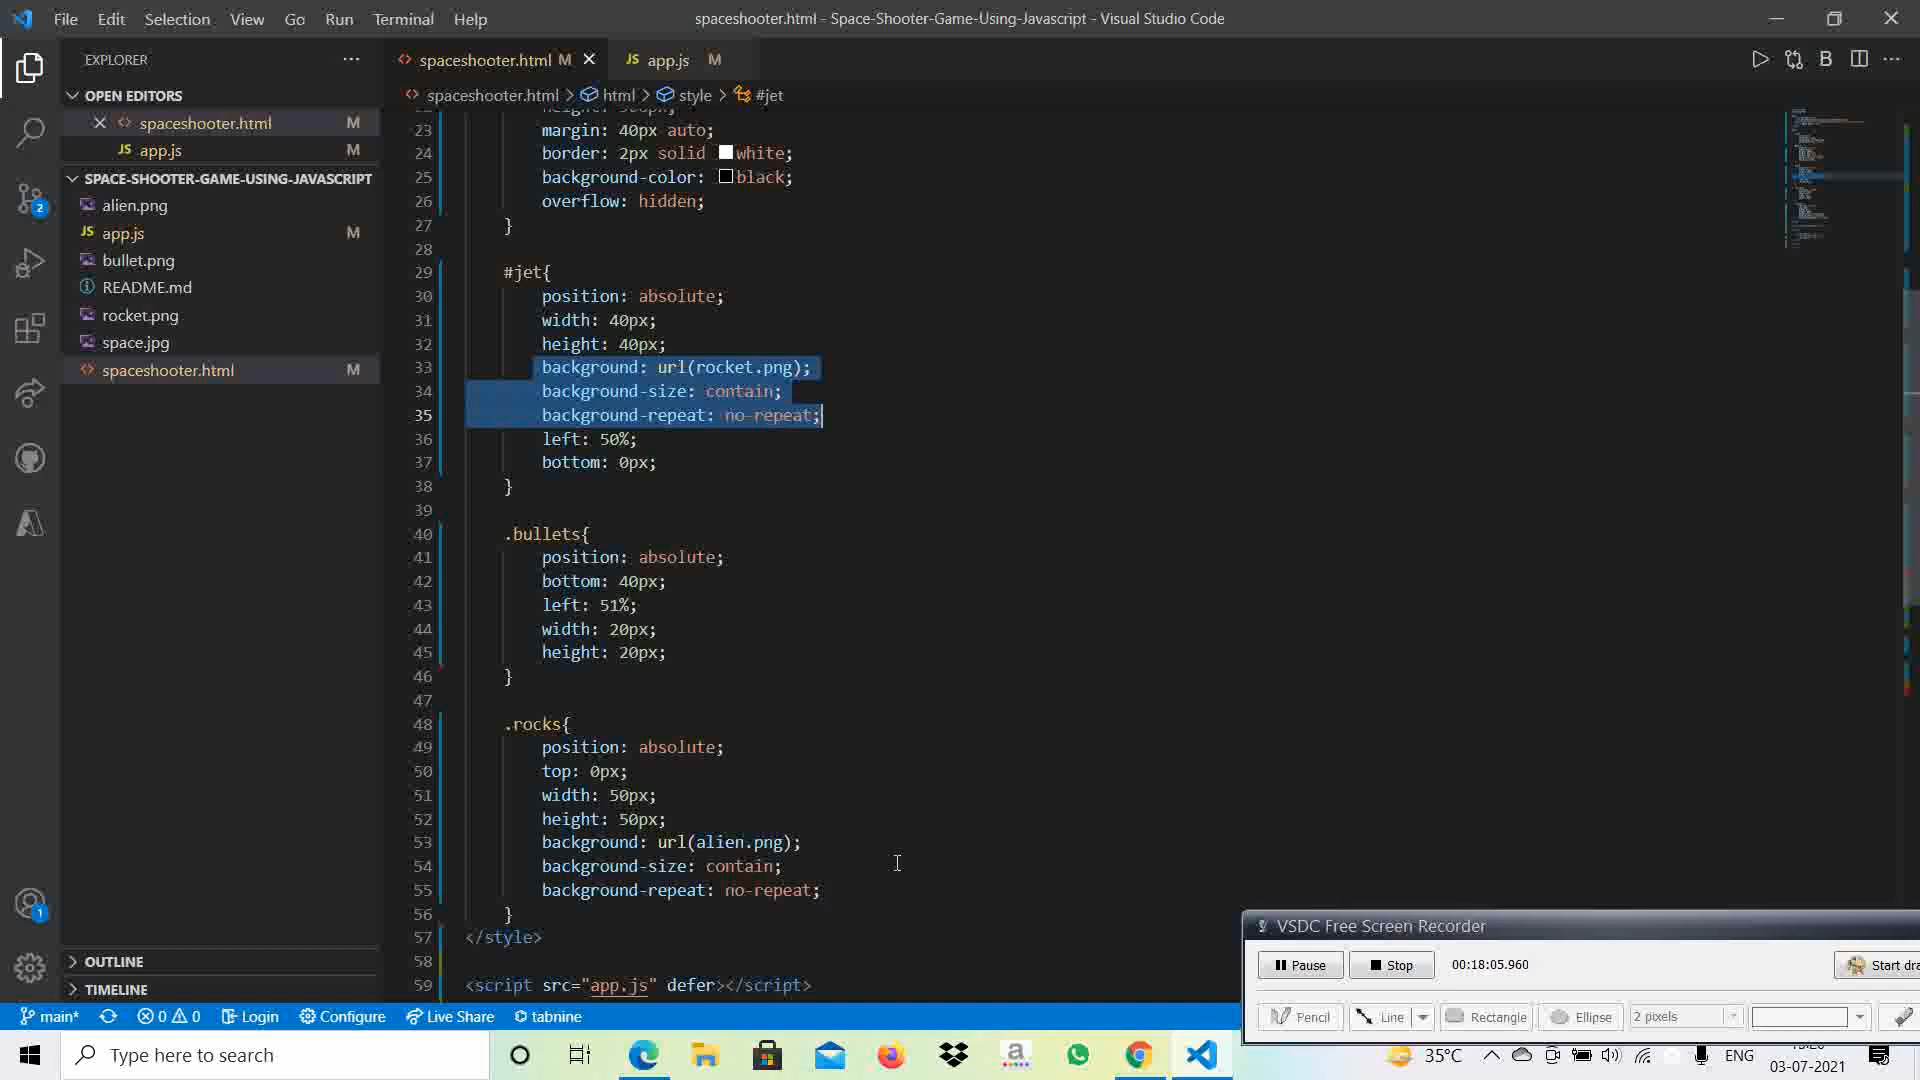 File Edit Selection View Go Run Terminal Help
spaceshooter.html - Space-Shooter-Game-Using-Javascript - Visual Studio Code
EXPLORER
OPEN EDITORS
spaceshooter.html M
JS app.js M
SPACE-SHOOTER-GAME-USING-JAVASCRIPT
alien.png
JS app.js M
bullet.png
README.md
rocket.png
space.jpg
spaceshooter.html M
OUTLINE
TIMELINE
spaceshooter.html M
JS app.js M
spaceshooter.html > html > style > #jet
23 margin: 40px auto;
24 border: 2px solid white;
25 background-color: black;
26 overflow: hidden;
27 }
28
29 #jet{
30 position: absolute;
31 width: 40px;
32 height: 40px;
33 background: url(rocket.png);
34 background-size: contain;
35 background-repeat: no-repeat;
36 left: 50%;
37 bottom: 0px;
38 }
39
40 .bullets{
41 position: absolute;
42 bottom: 40px;
43 left: 51%;
44 width: 20px;
45 height: 20px;
46 }
47
48 .rocks{
49 position: absolute;
50 top: 0px;
51 width: 50px;
52 height: 50px;
53 background: url(alien.png);
54 background-size: contain;
55 background-repeat: no-repeat;
56 }
57 </style>
58
59 <script src="app.js" defer></script>
VSDC Free Screen Recorder
Pause Stop 00:18:05.960 Start
Pencil Line Rectangle Ellipse 2 pixels
2
1
main* 0 0 Login Configure Live Share tabnine
Type here to search
35°C ENG
03-07-2021